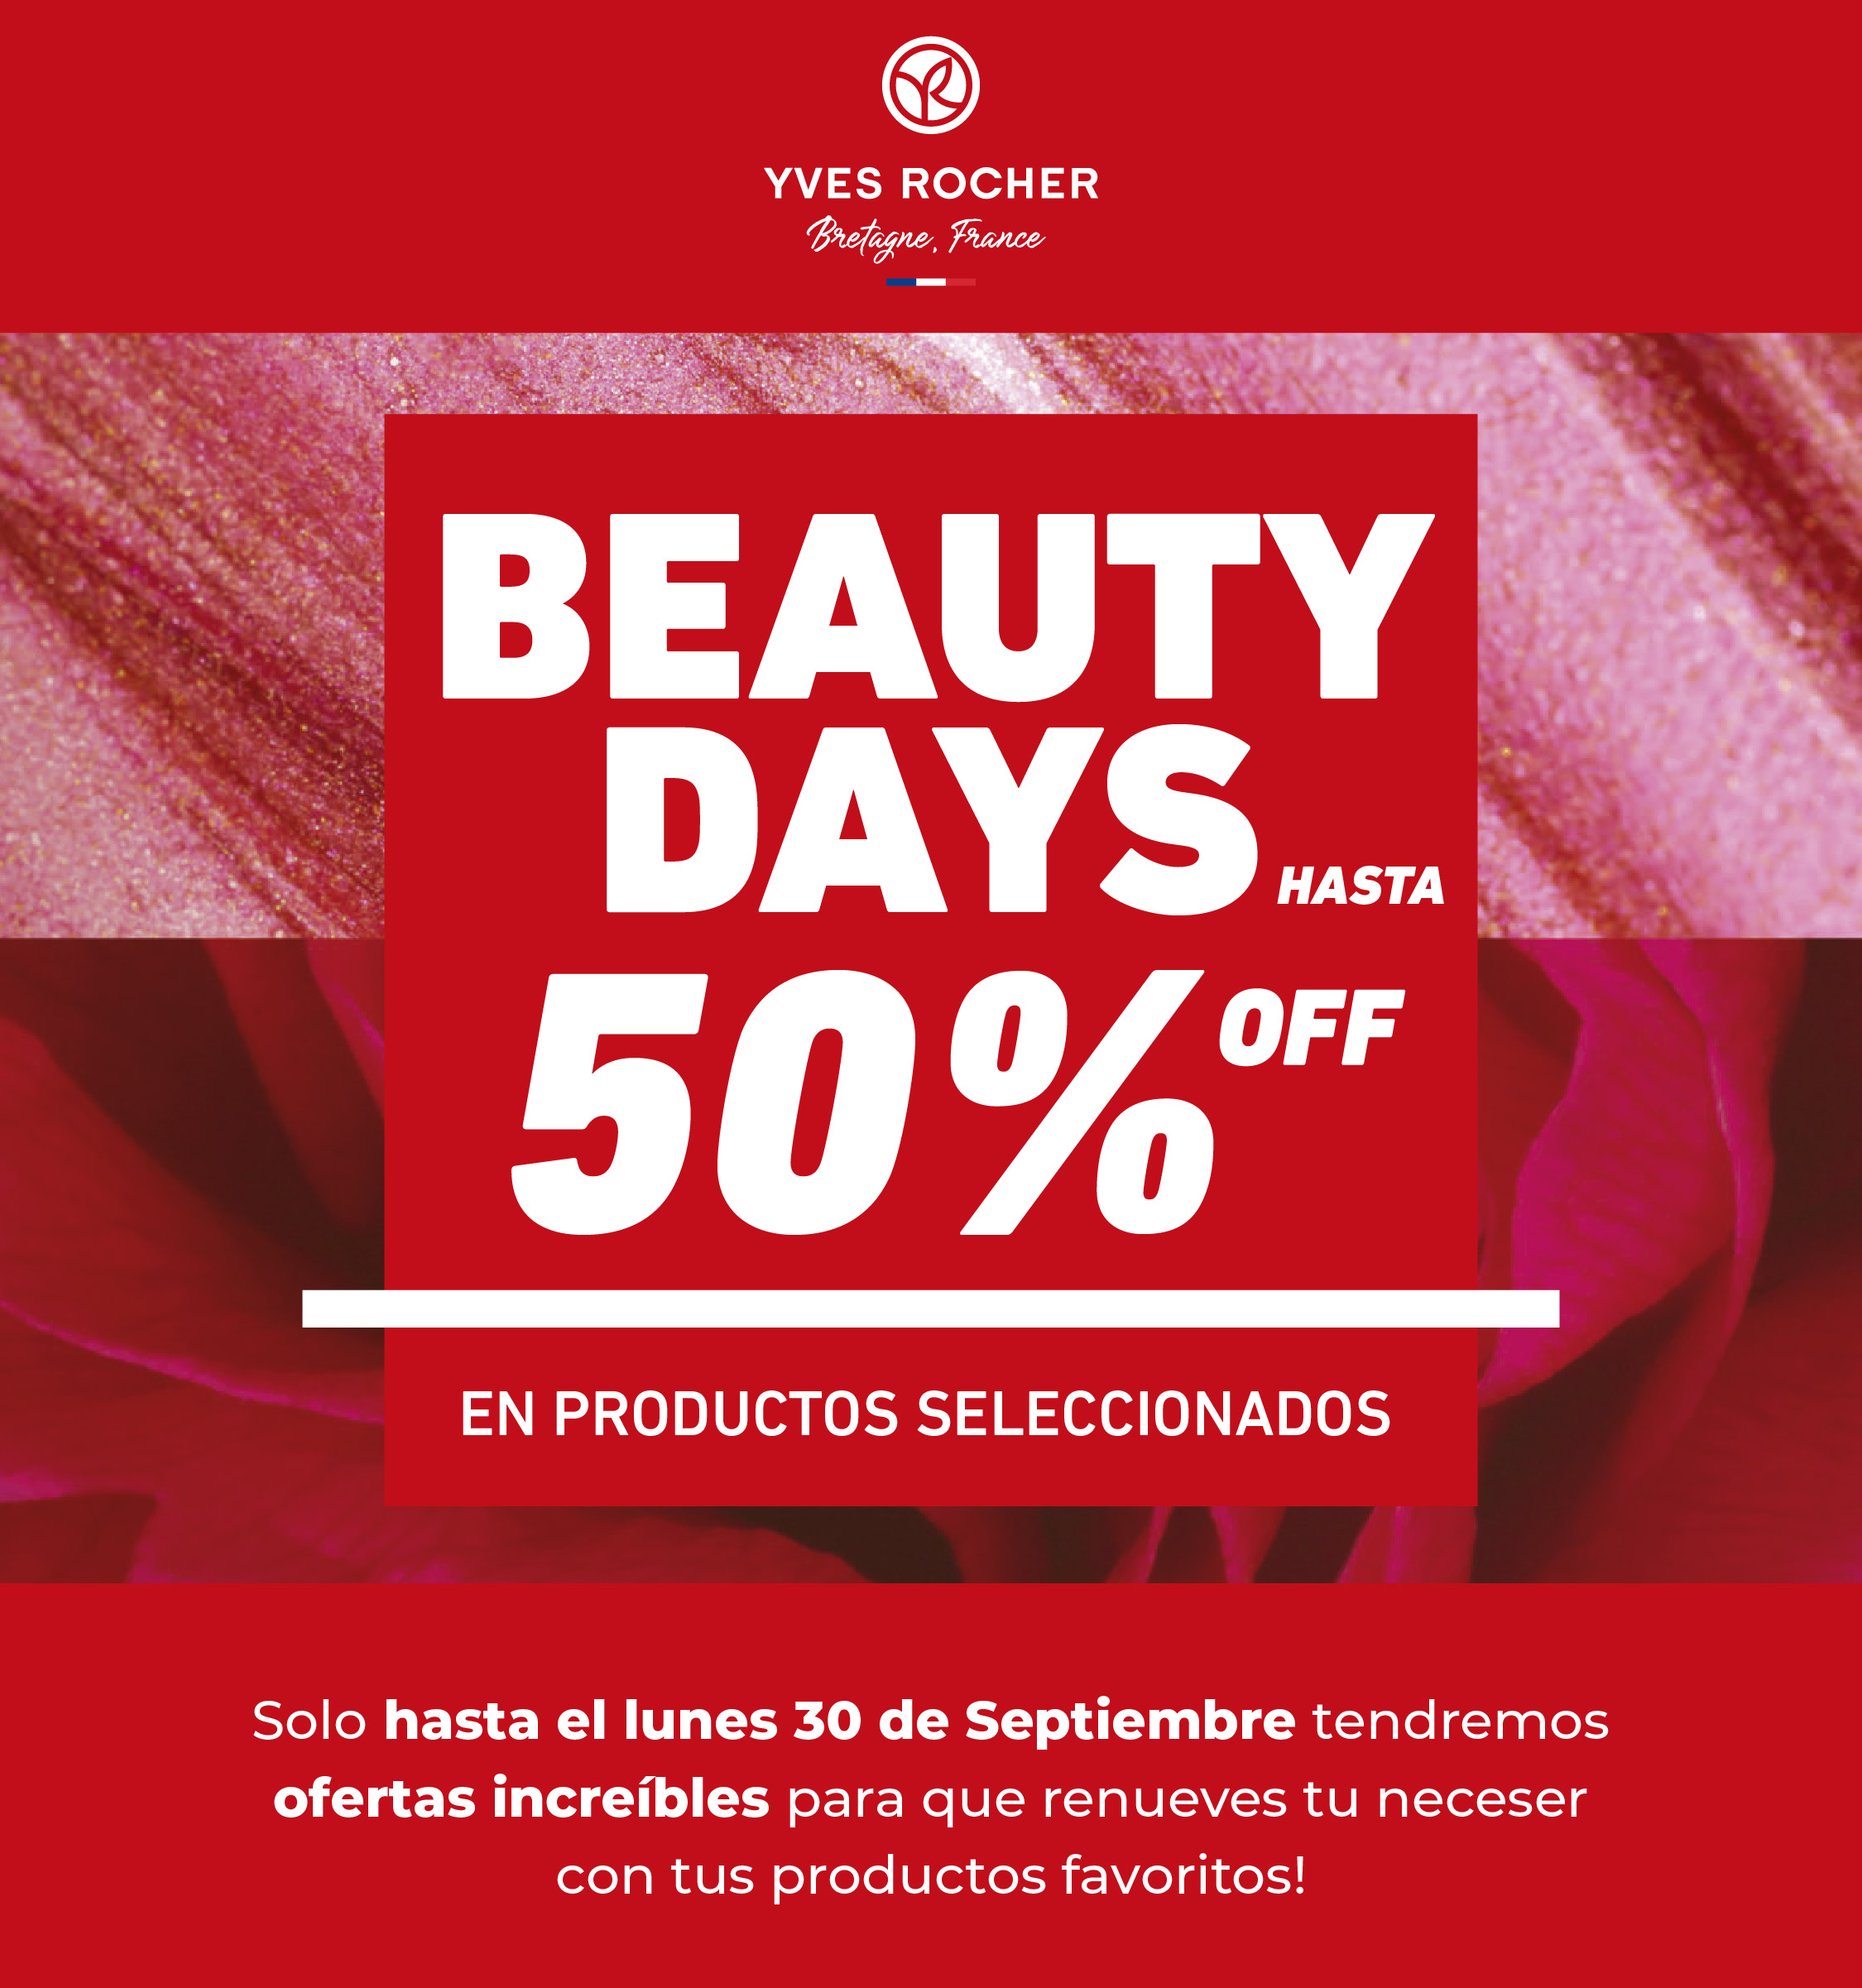 YVES ROCHER
Bretagne, France
BEAUTY
DAYS HASTA
50% OFF
EN PRODUCTOS SELECCIONADOS
Solo hasta el lunes 30 de Septiembre tendremos
ofertas increíbles para que renueves tu neceser
con tus productos favoritos!